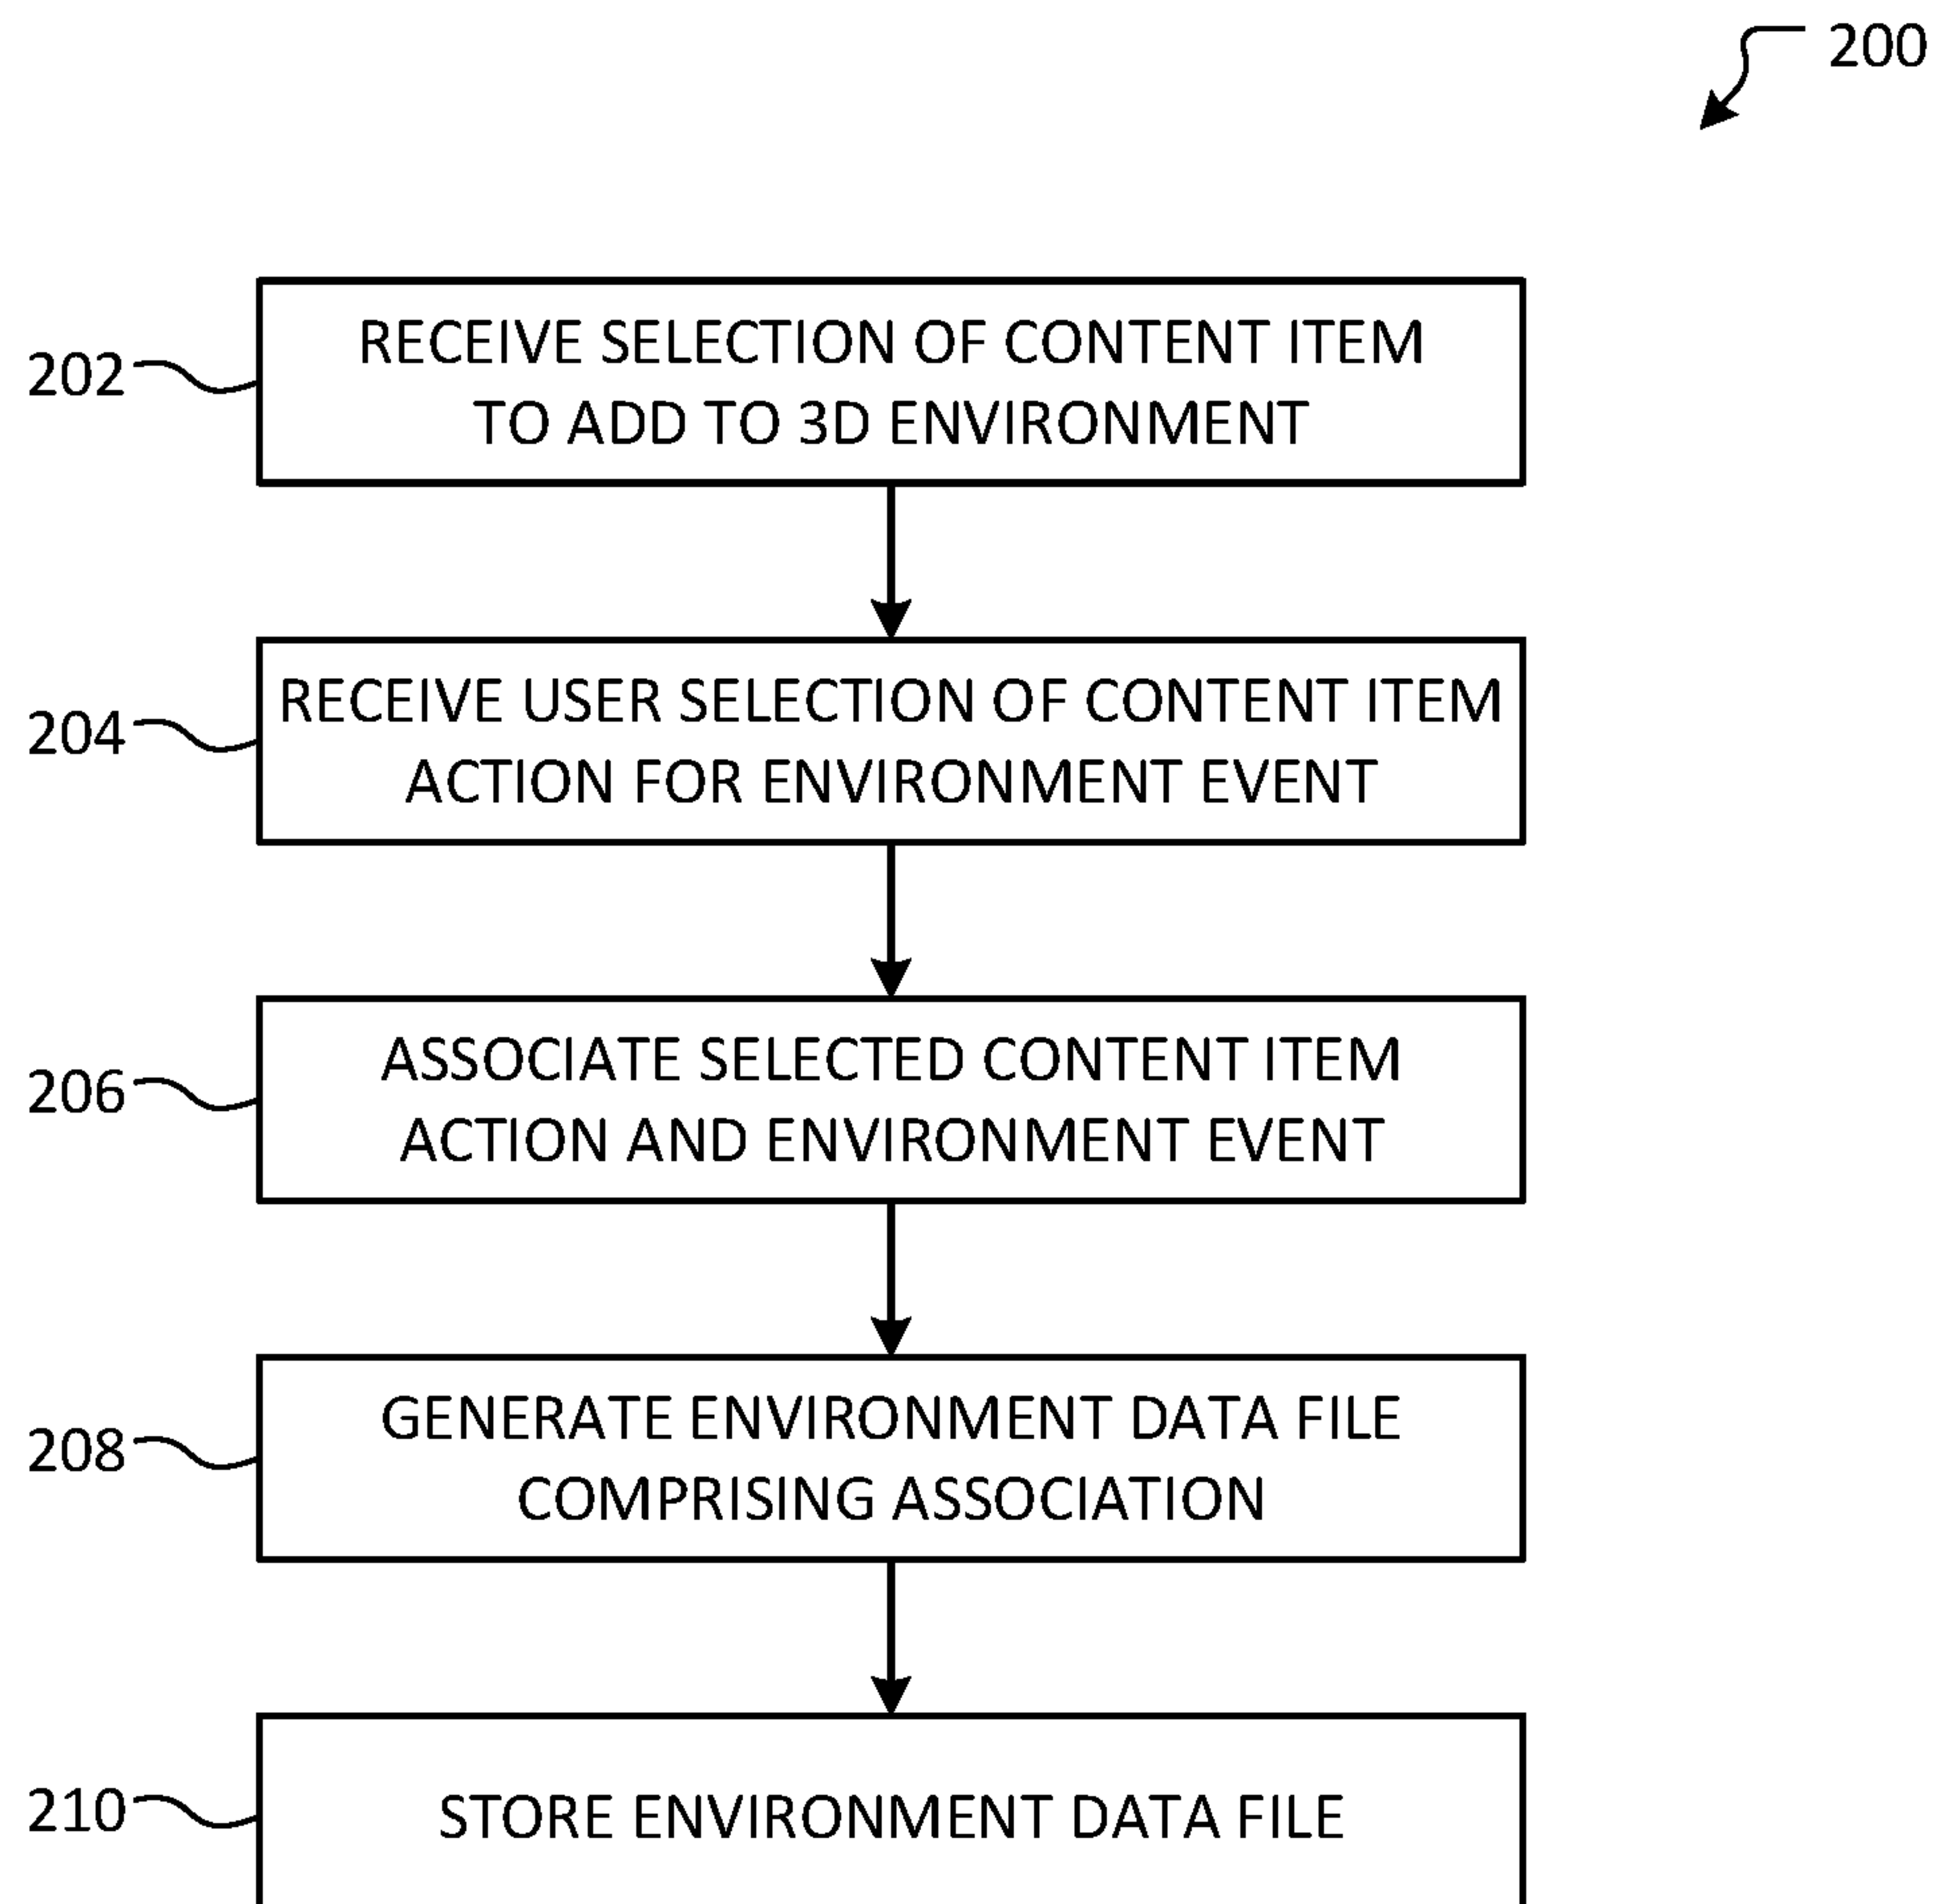 200
202
RECEIVE SELECTION OF CONTENT ITEM
TO ADD TO 3D ENVIRONMENT
204
RECEIVE USER SELECTION OF CONTENT ITEM
ACTION FOR ENVIRONMENT EVENT
206
ASSOCIATE SELECTED CONTENT ITEM
ACTION AND ENVIRONMENT EVENT
208
GENERATE ENVIRONMENT DATA FILE
COMPRISING ASSOCIATION
210
STORE ENVIRONMENT DATA FILE